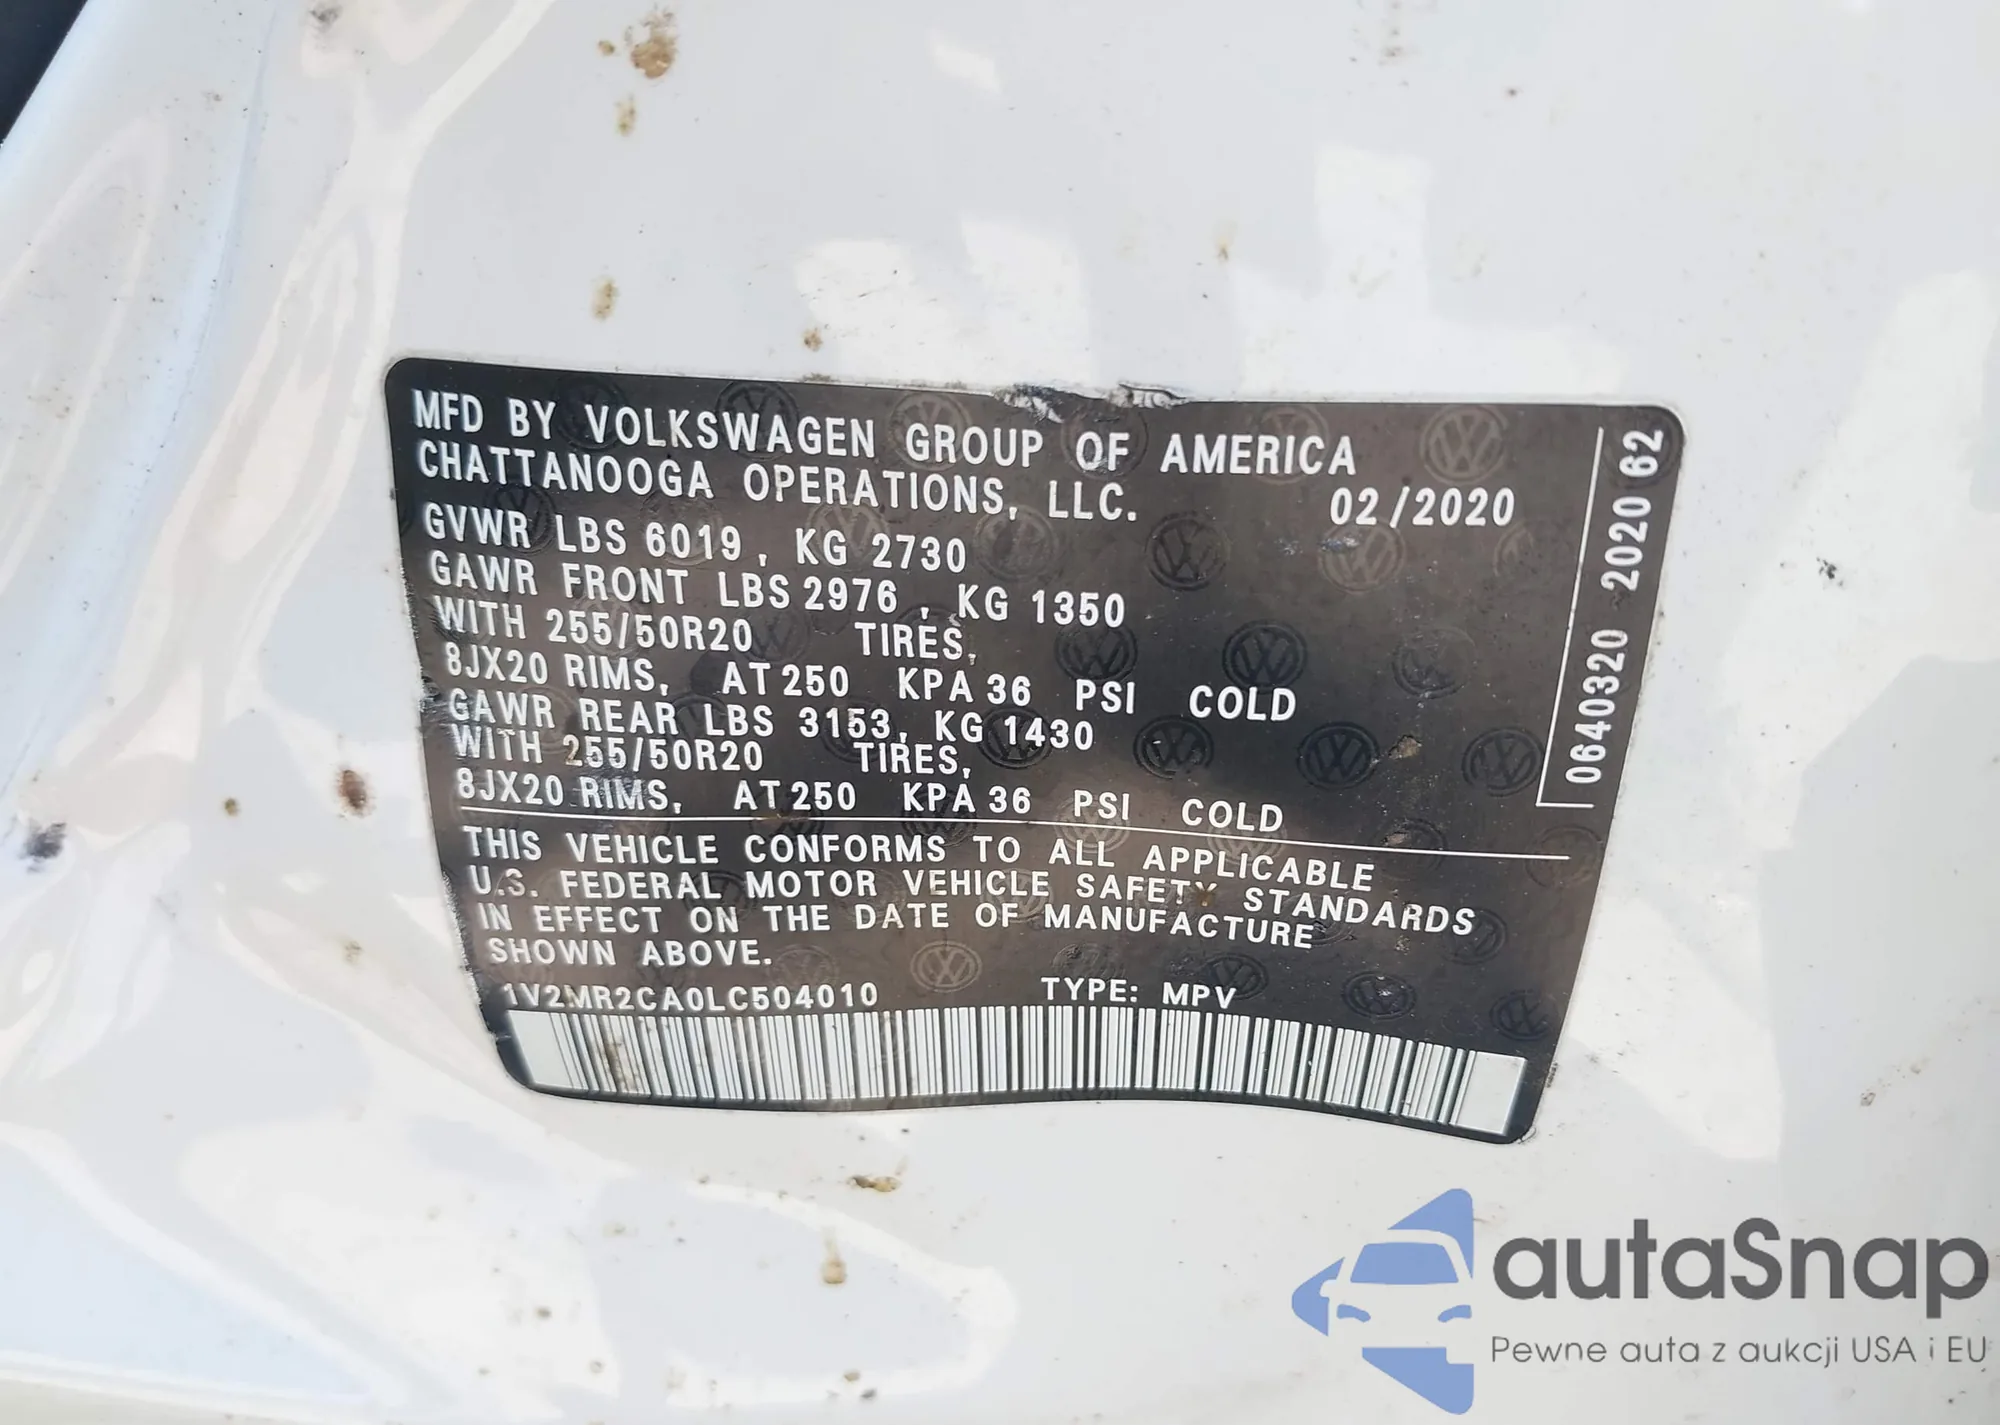 MFD BY VOLKSWAGEN GROUP OF AMERICA
CHATTANOOGA OPERATIONS, LLC. 02/2020
GVWR LBS 6019, KG 2730
GAWR FRONT LBS 2976, KG 1350
WITH 255/50R20 TIRES,
8JX20 RIMS, AT 250 KPA 36 PSI COLD
GAWR REAR LBS 3153, KG 1430
WITH 255/50R20 TIRES,
8JX20 RIMS, AT 250 KPA 36 PSI COLD
THIS VEHICLE CONFORMS TO ALL APPLICABLE
U.S. FEDERAL MOTOR VEHICLE SAFETY STANDARDS
IN EFFECT ON THE DATE OF MANUFACTURE
SHOWN ABOVE.
1V2MR2CA0LC504010 TYPE: MPV
0640320 2020 62
autaSnap
Pewne auta z aukcji USA i EU